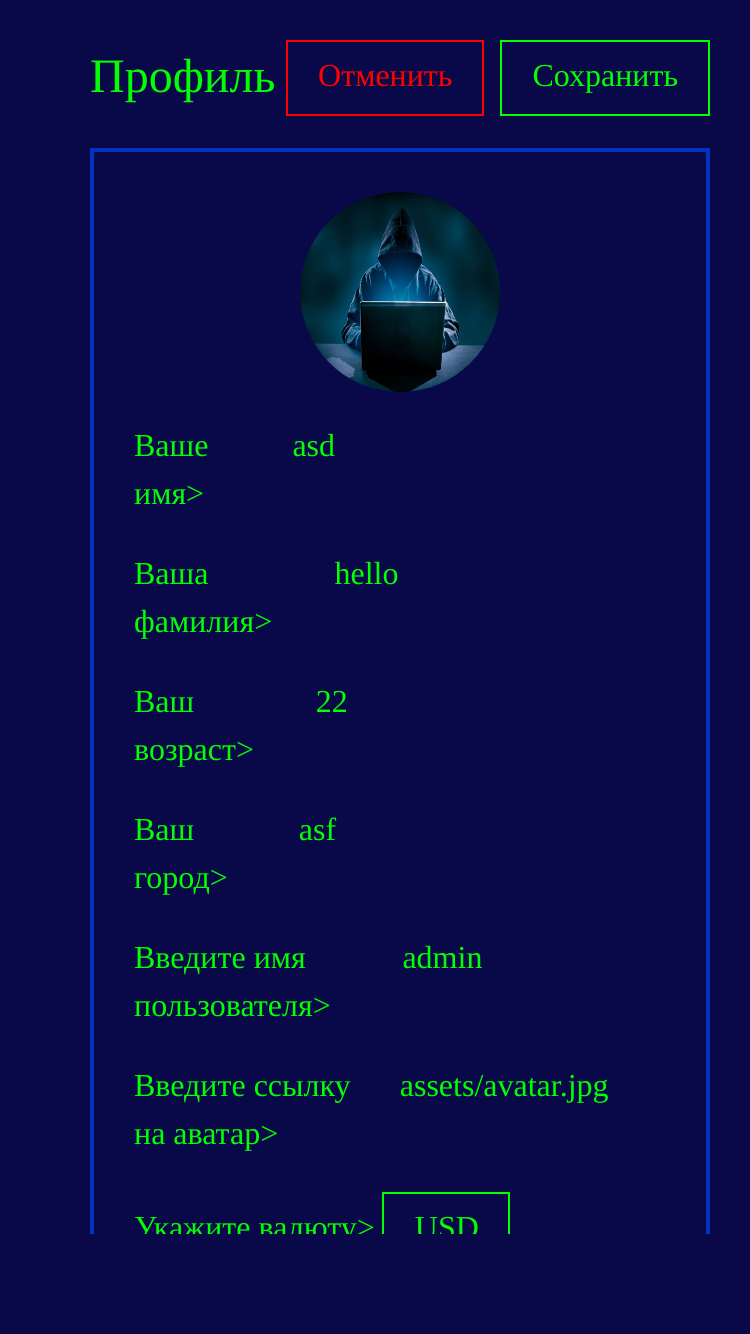 Профиль Отменить Сохранить
Ваше asd
имя>
Ваша hello
фамилия>
Ваш 22
возраст>
Ваш asf
город>
Введите имя admin
пользователя>
Введите ссылку assets/avatar.jpg
на аватар>
Укажите валюту> USD